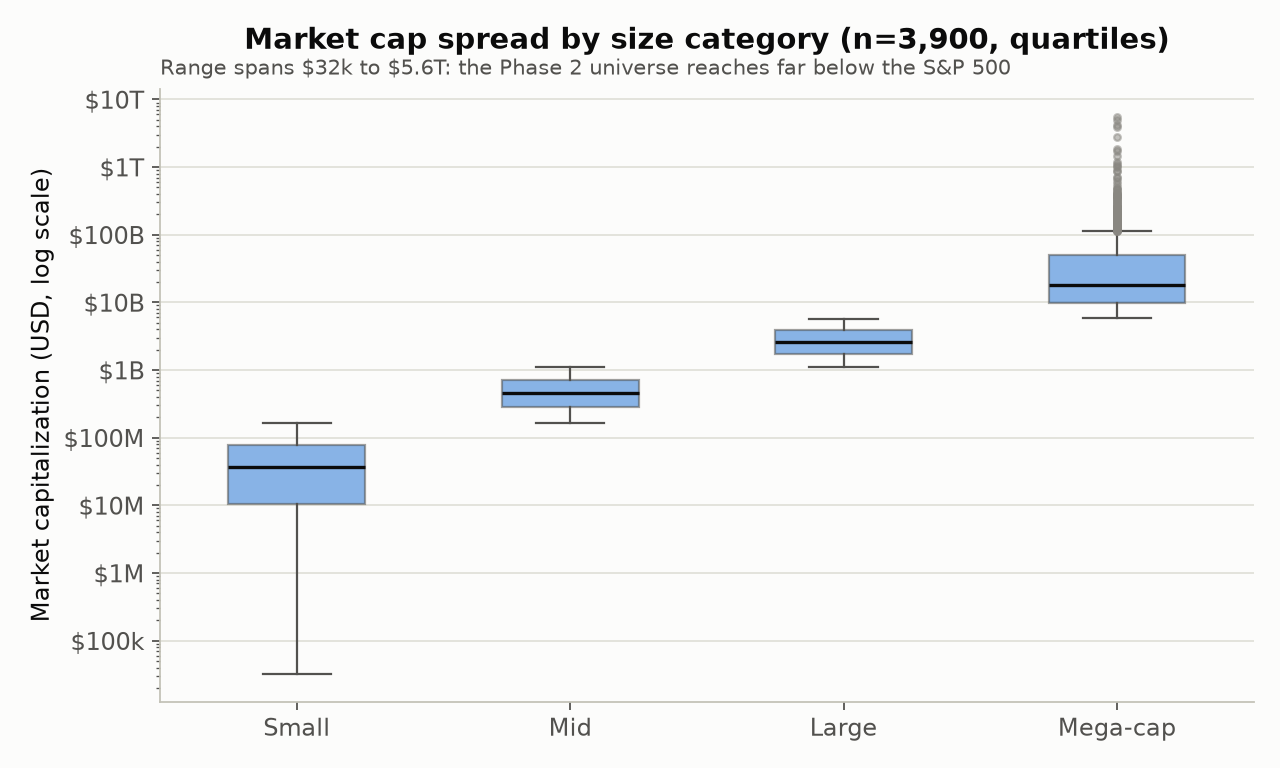 Market cap spread by size category (n=3,900, quartiles)
Range spans $32k to $5.6T: the Phase 2 universe reaches far below the S&P 500
Market capitalization (USD, log scale)
$10T
$1T
$100B
$10B
$1B
$100M
$10M
$1M
$100k
Small
Mid
Large
Mega-cap